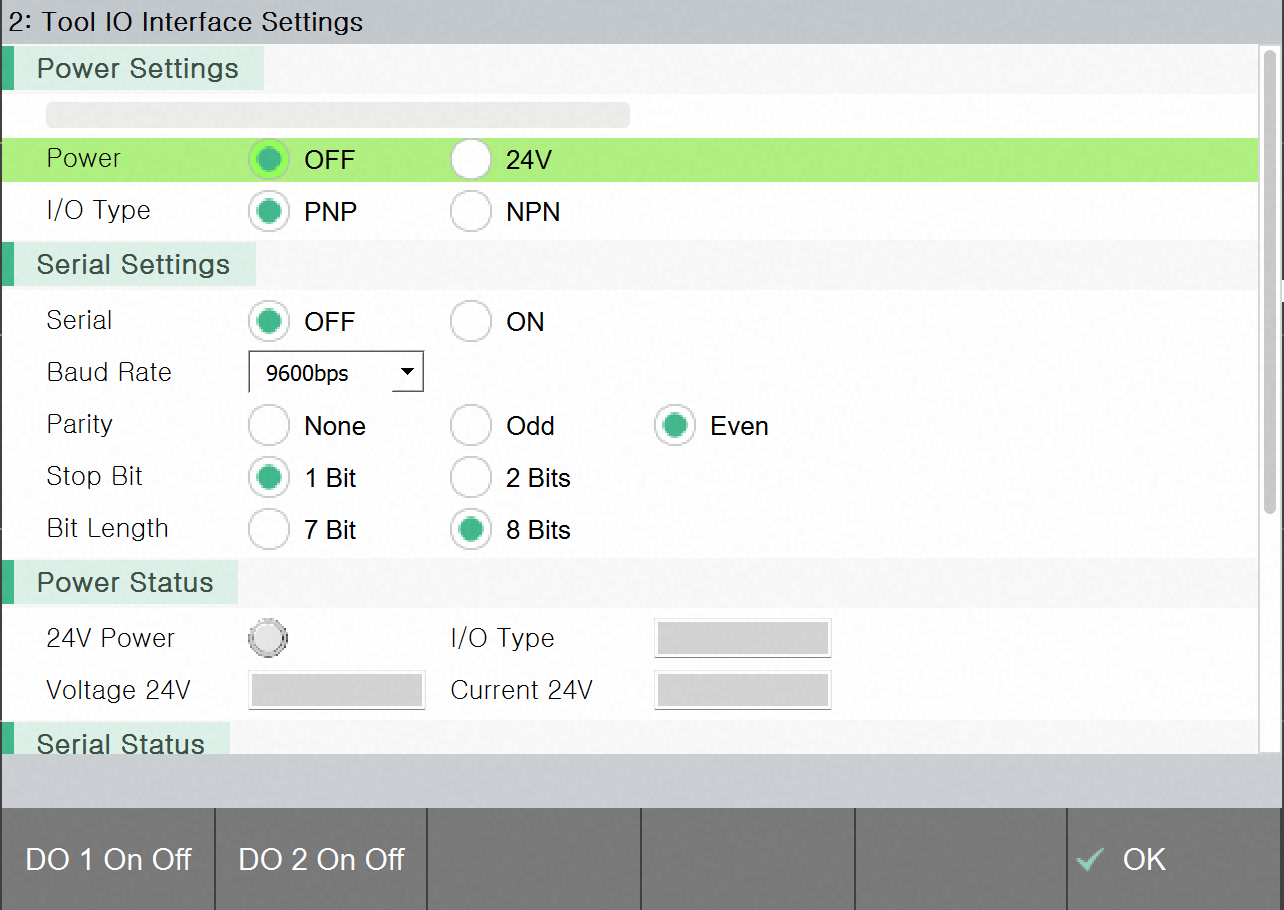 2: Tool IO Interface Settings
Power Settings
Power OFF 24V
I/O Type PNP NPN
Serial Settings
Serial OFF ON
Baud Rate 9600bps
Parity None Odd Even
Stop Bit 1 Bit 2 Bits
Bit Length 7 Bit 8 Bits
Power Status
24V Power I/O Type
Voltage 24V Current 24V
Serial Status
DO 1 On Off DO 2 On Off OK